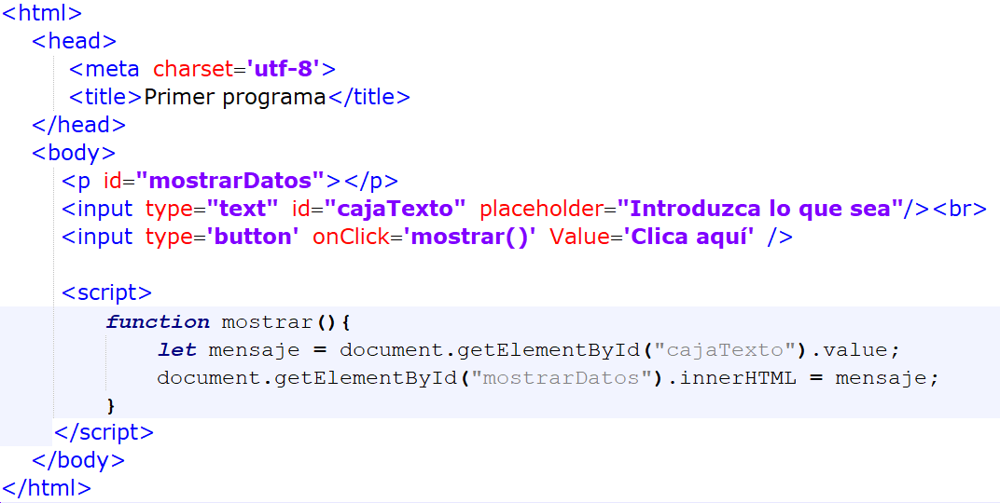 <html>
<head>
<meta charset='utf-8'>
<title>Primer programa</title>
</head>
<body>
<p id="mostrarDatos"></p>
<input type="text" id="cajaTexto" placeholder="Introduzca lo que sea"/><br>
<input type='button' onClick='mostrar()' Value='Clica aquí' />
<script>
function mostrar(){
let mensaje = document.getElementById("cajaTexto").value;
document.getElementById("mostrarDatos").innerHTML = mensaje;
}
</script>
</body>
</html>